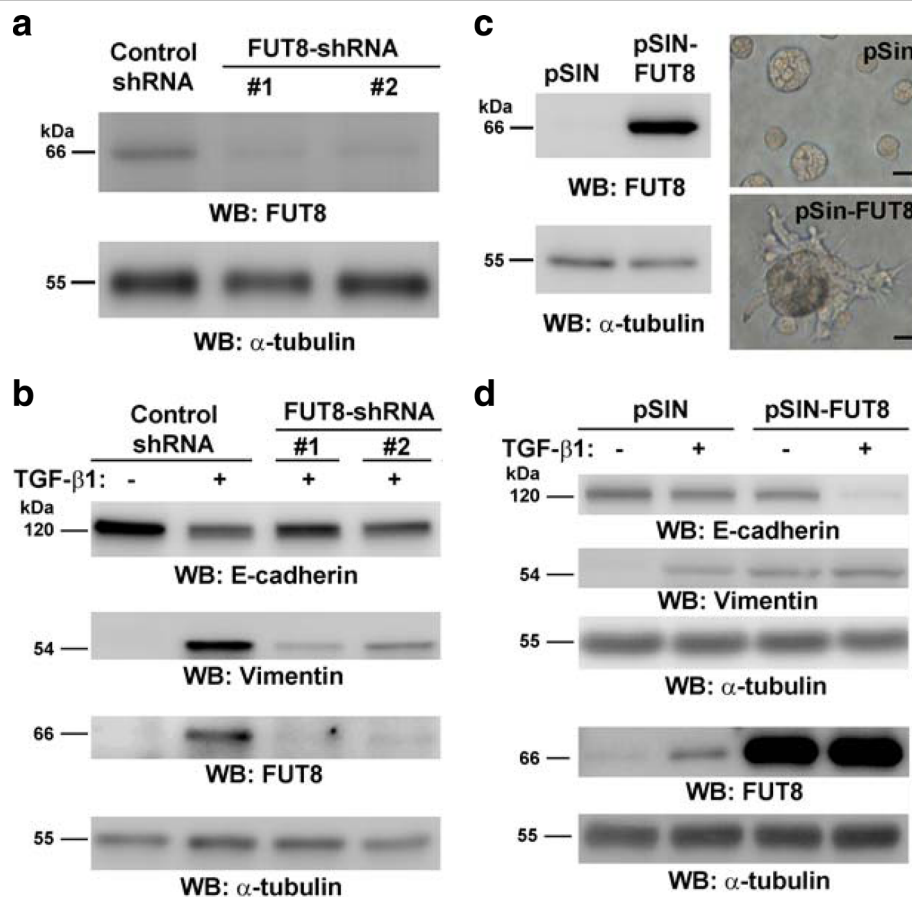 a
Control shRNA
FUT8-shRNA
#1 #2
kDa
66
WB: FUT8
55
WB: α-tubulin
c
pSIN
pSIN-FUT8
66
WB: FUT8
55
WB: α-tubulin
pSin
pSin-FUT8
b
Control shRNA
FUT8-shRNA
#1 #2
TGF-β1: - + + +
kDa
120
WB: E-cadherin
54
WB: Vimentin
66
WB: FUT8
55
WB: α-tubulin
d
pSIN pSIN-FUT8
TGF-β1: - + - +
kDa
120
WB: E-cadherin
54
WB: Vimentin
55
WB: α-tubulin
66
WB: FUT8
55
WB: α-tubulin